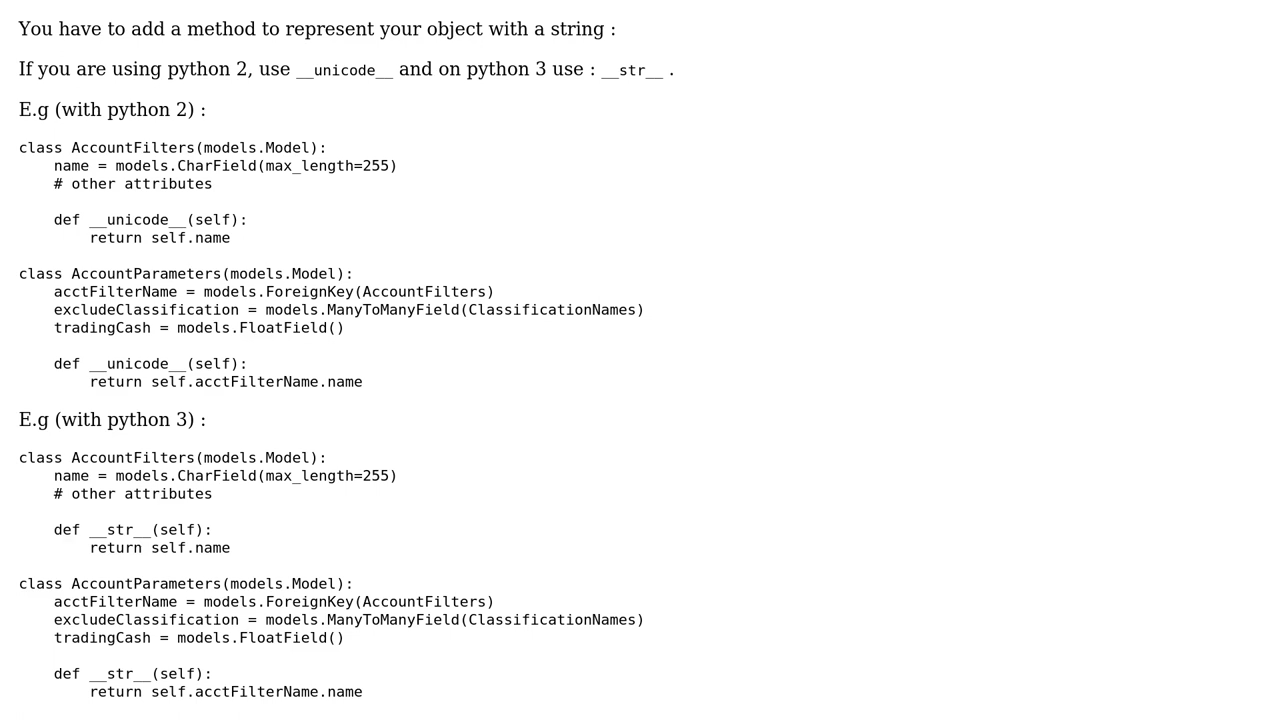 You have to add a method to represent your object with a string :
If you are using python 2, use __unicode__ and on python 3 use : __str__ .
E.g (with python 2) :
class AccountFilters(models.Model):
    name = models.CharField(max_length=255)
    # other attributes

    def __unicode__(self):
        return self.name

class AccountParameters(models.Model):
    acctFilterName = models.ForeignKey(AccountFilters)
    excludeClassification = models.ManyToManyField(ClassificationNames)
    tradingCash = models.FloatField()

    def __unicode__(self):
        return self.acctFilterName.name
E.g (with python 3) :
class AccountFilters(models.Model):
    name = models.CharField(max_length=255)
    # other attributes

    def __str__(self):
        return self.name

class AccountParameters(models.Model):
    acctFilterName = models.ForeignKey(AccountFilters)
    excludeClassification = models.ManyToManyField(ClassificationNames)
    tradingCash = models.FloatField()

    def __str__(self):
        return self.acctFilterName.name